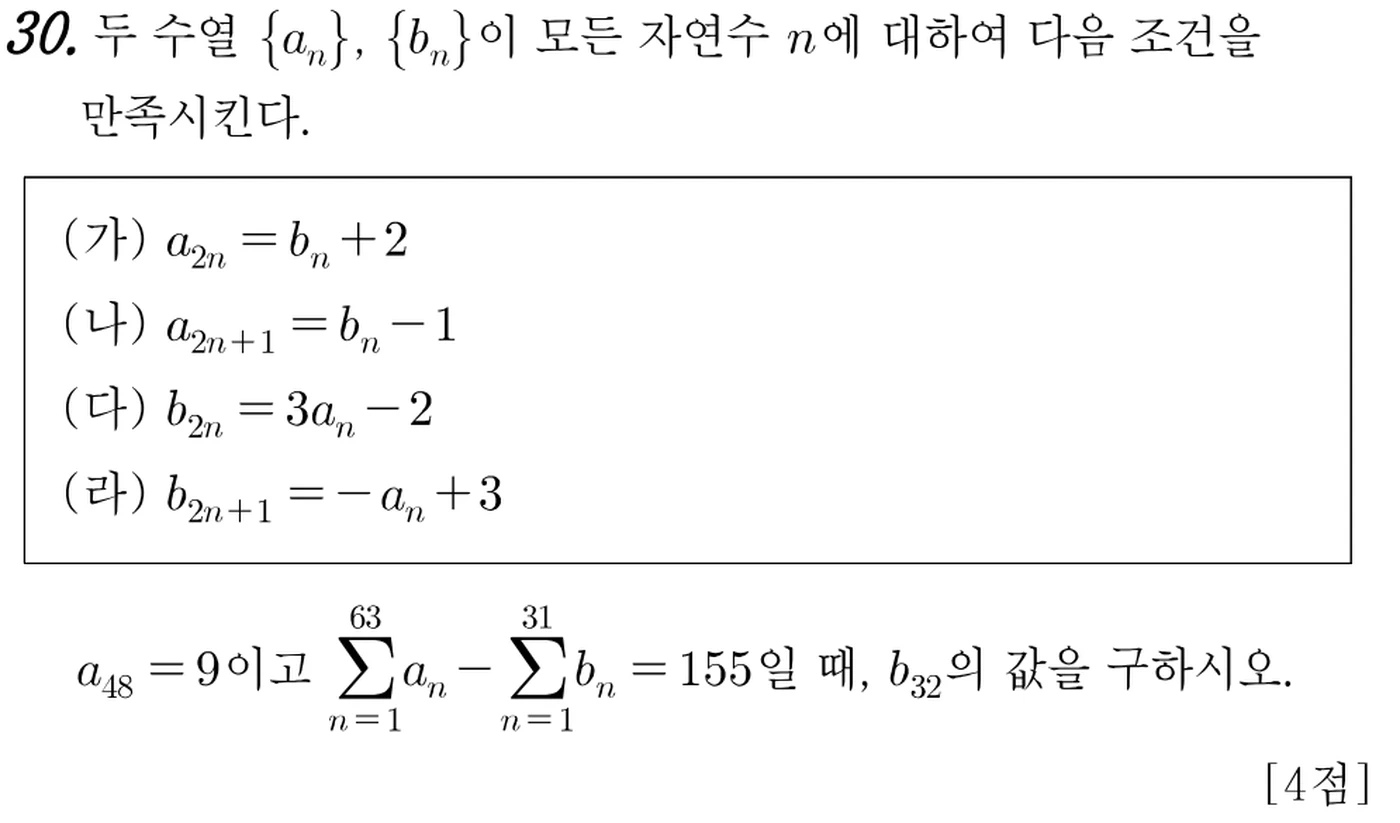 30. 두 수열 {aₙ}, {bₙ}이 모든 자연수 n에 대하여 다음 조건을
만족시킨다.
(가) a₂ₙ = bₙ + 2
(나) a₂ₙ₊₁ = bₙ − 1
(다) b₂ₙ = 3aₙ − 2
(라) b₂ₙ₊₁ = − aₙ + 3
a₄₈ = 9이고 \sum_{n=1}^{63} aₙ − \sum_{n=1}^{31} bₙ = 155일 때, b₃₂의 값을 구하시오.
[4점]